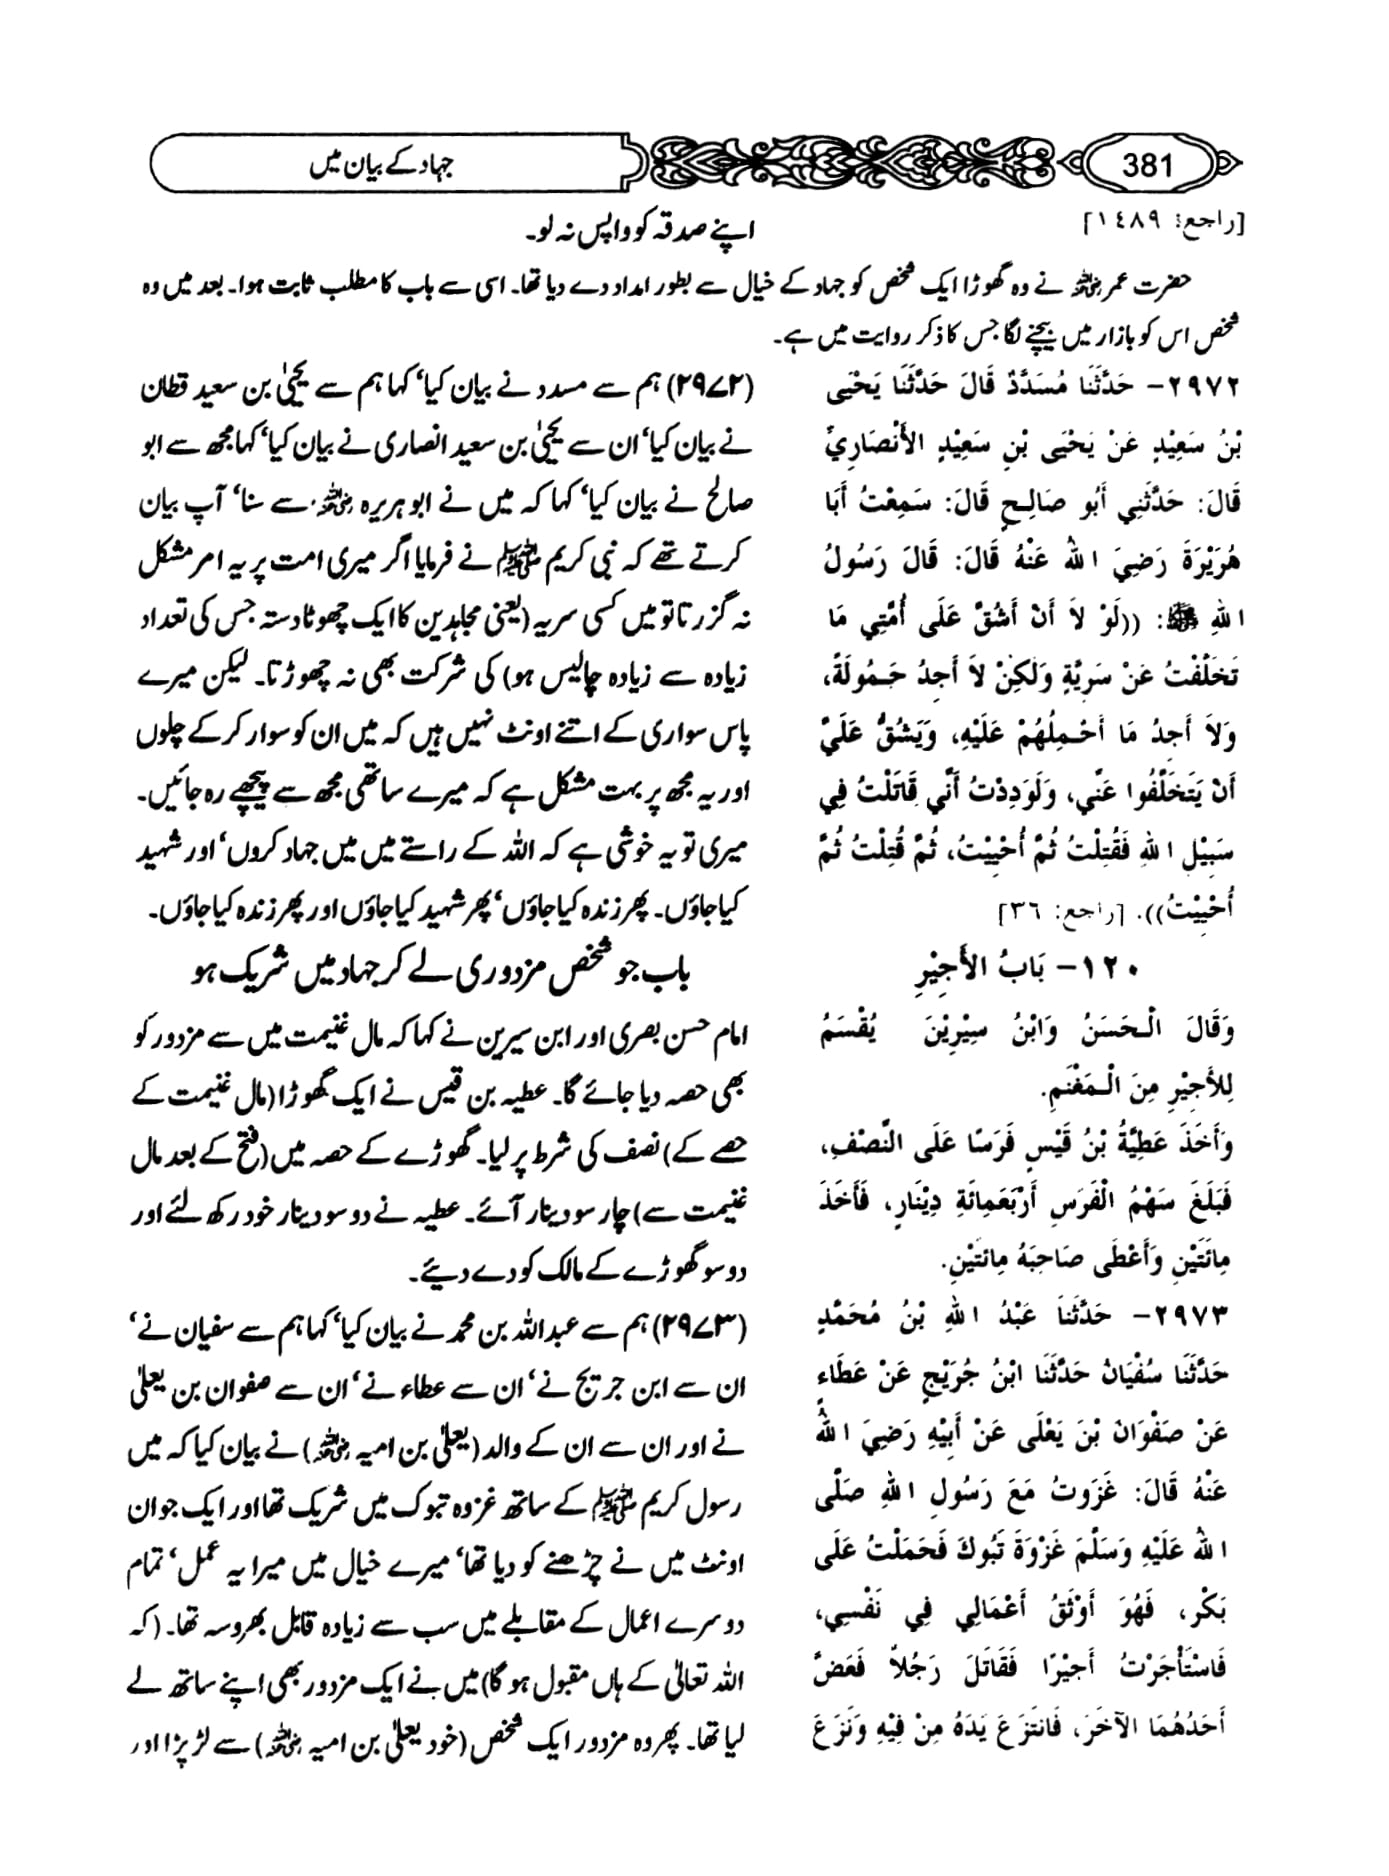 381
جہاد کے بیان میں
[راجع: ١٤٨٩]
اپنے صدقہ کو واپس نہ لو۔
حضرت عمر رضی اللہ عنہ نے وہ گھوڑا ایک شخص کو جہاد کے خیال سے بطور امداد دے دیا تھا۔ اسی سے باب کا مطلب ثابت ہوا۔ بعد میں وہ
شخص اس کو بازار میں بیچنے لگا جس کا ذکر روایت میں ہے۔
٢٩٧٢– حَدَّثَنَا مُسَدَّدٌ قَالَ حَدَّثَنَا يَحْيَى
بْنُ سَعِيْدٍ عَنْ يَحْيَى بْنِ سَعِيْدٍ الأَنْصَارِيِّ
قَالَ: حَدَّثَنِي أَبُو صَالِحٍ قَالَ: سَمِعْتُ أَبَا
هُرَيْرَةَ رَضِيَ اللهُ عَنْهُ قَالَ: قَالَ رَسُولُ
اللهِ ﷺ: ((لَوْ لاَ أَنْ أَشُقَّ عَلَى أُمَّتِي مَا
تَخَلَّفْتُ عَنْ سَرِيَّةٍ وَلَكِنْ لاَ أَجِدُ حَمُولَةً،
وَلاَ أَجِدُ مَا أَحْمِلُهُمْ عَلَيْهِ، وَيَشُقُّ عَلَيَّ
أَنْ يَتَخَلَّفُوا عَنِّي، وَلَوَدِدْتُ أَنِّي قَاتَلْتُ فِي
سَبِيْلِ اللهِ فَقُتِلْتُ ثُمَّ أُحْيِيْتُ، ثُمَّ قُتِلْتُ ثُمَّ
أُحْيِيْتُ)). [راجع: ٣٦]
١٢٠– بَابُ الأَجِيْرِ
وَقَالَ الْحَسَنُ وَابْنُ سِيْرِيْنَ يُقْسَمُ
لِلأَجِيْرِ مِنَ الْمَغْنَمِ.
وَأَخَذَ عَطِيَّةُ بْنُ قَيْسٍ فَرَسًا عَلَى النِّصْفِ،
فَبَلَغَ سَهْمُ الْفَرَسِ أَرْبَعَمِائَةِ دِيْنَارٍ، فَأَخَذَ
مِائَتَيْنِ وَأَعْطَى صَاحِبَهُ مِائتَيْنِ.
٢٩٧٣– حَدَّثَنَا عَبْدُ اللهِ بْنُ مُحَمَّدٍ
حَدَّثَنَا سُفْيَانُ حَدَّثَنَا ابْنُ جُرَيْجٍ عَنْ عَطَاءٍ
عَنْ صَفْوَانَ بْنَ يَعْلَى عَنْ أَبِيْهِ رَضِيَ اللهُ
عَنْهُ قَالَ: غَزَوتُ مَعَ رَسُولِ اللهِ صَلَّى
اللهُ عَلَيْهِ وَسَلَّمَ غَزْوَةَ تَبُوكَ فَحَمَلْتُ عَلَى
بَكْرٍ، فَهُوَ أَوْثَقُ أَعْمَالِي فِي نَفْسِي،
فَاسْتَأْجَرْتُ أَجِيْرًا فَقَاتَلَ رَجُلاً فَعَضَّ
أَحَدُهُمَا الآخَرَ، فَانتَزَعَ يَدَهُ مِنْ فِيْهِ وَنَزَعَ
(۲۹۷۲) ہم سے مسدد نے بیان کیا، کہا ہم سے یحییٰ بن سعید قطان
نے بیان کیا، ان سے یحییٰ بن سعید انصاری نے بیان کیا، کہا مجھ سے ابو
صالح نے بیان کیا، کہا کہ میں نے ابو ہریرہ رضی اللہ عنہ سے سنا، آپ بیان
کرتے تھے کہ نبی کریم ﷺ نے فرمایا اگر میری امت پر یہ امر مشکل
نہ گزرتا تو میں کسی سریہ (یعنی مجاہدین کا ایک چھوٹا دستہ جس کی تعداد
زیادہ سے زیادہ چالیس ہو) کی شرکت بھی نہ چھوڑتا۔ لیکن میرے
پاس سواری کے اتنے اونٹ نہیں ہیں کہ میں ان کو سوار کر کے چلوں
اور یہ مجھ پر بہت مشکل ہے کہ میرے ساتھی مجھ سے پیچھے رہ جائیں۔
میری تو یہ خوشی ہے کہ اللہ کے راستے میں میں جہاد کروں، اور شہید
کیا جاؤں۔ پھر زندہ کیا جاؤں، پھر شہید کیا جاؤں اور پھر زندہ کیا جاؤں۔
باب جو شخص مزدوری لے کر جہاد میں شریک ہو
امام حسن بصری اور ابن سیرین نے کہا کہ مال غنیمت میں سے مزدور کو
بھی حصہ دیا جائے گا۔ عطیہ بن قیس نے ایک گھوڑا (مال غنیمت کے
حصے کے) نصف کی شرط پر لیا۔ گھوڑے کے حصہ میں (فتح کے بعد مال
غنیمت سے) چار سو دینار آئے۔ عطیہ نے دو سو دینار خود رکھ لئے اور
دو سو گھوڑے کے مالک کو دے دیئے۔
(۲۹۷۳) ہم سے عبداللہ بن محمد نے بیان کیا، کہا ہم سے سفیان نے،
ان سے ابن جریج نے، ان سے عطاء نے، ان سے صفوان بن یعلیٰ
نے اور ان سے ان کے والد (یعلیٰ بن امیہ رضی اللہ عنہ) نے بیان کیا کہ میں
رسول کریم ﷺ کے ساتھ غزوہ تبوک میں شریک تھا اور ایک جوان
اونٹ میں نے چڑھنے کو دیا تھا، میرے خیال میں میرا یہ عمل، تمام
دوسرے اعمال کے مقابلے میں سب سے زیادہ قابل بھروسہ تھا۔ (کہ
اللہ تعالیٰ کے ہاں مقبول ہو گا) میں نے ایک مزدور بھی اپنے ساتھ لے
لیا تھا۔ پھر وہ مزدور ایک شخص (خود یعلیٰ بن امیہ رضی اللہ عنہ) سے لڑ پڑا اور